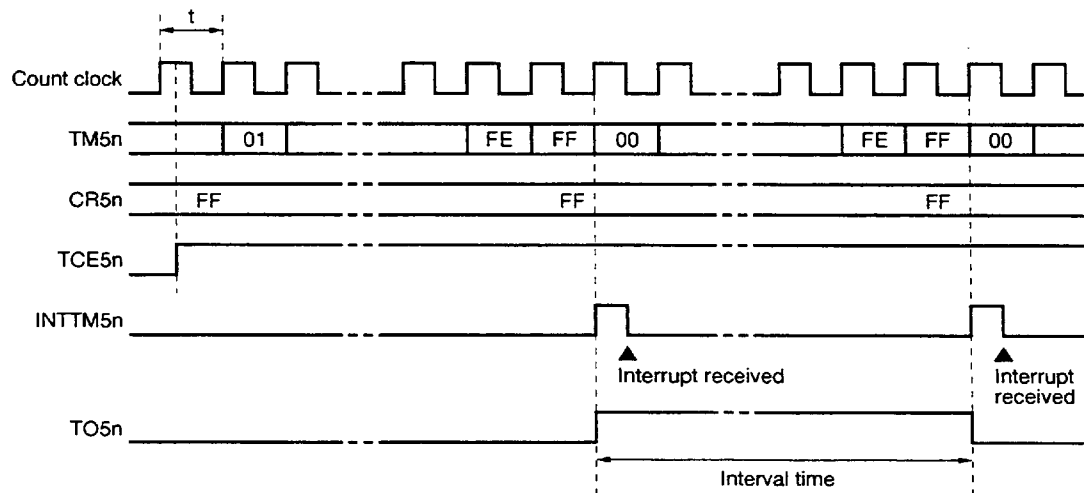 t
Count clock
TM5n 01 FE FF 00 FE FF 00
CR5n FF FF FF
TCE5n
INTTM5n
Interrupt received
Interrupt
received
TO5n
Interval time